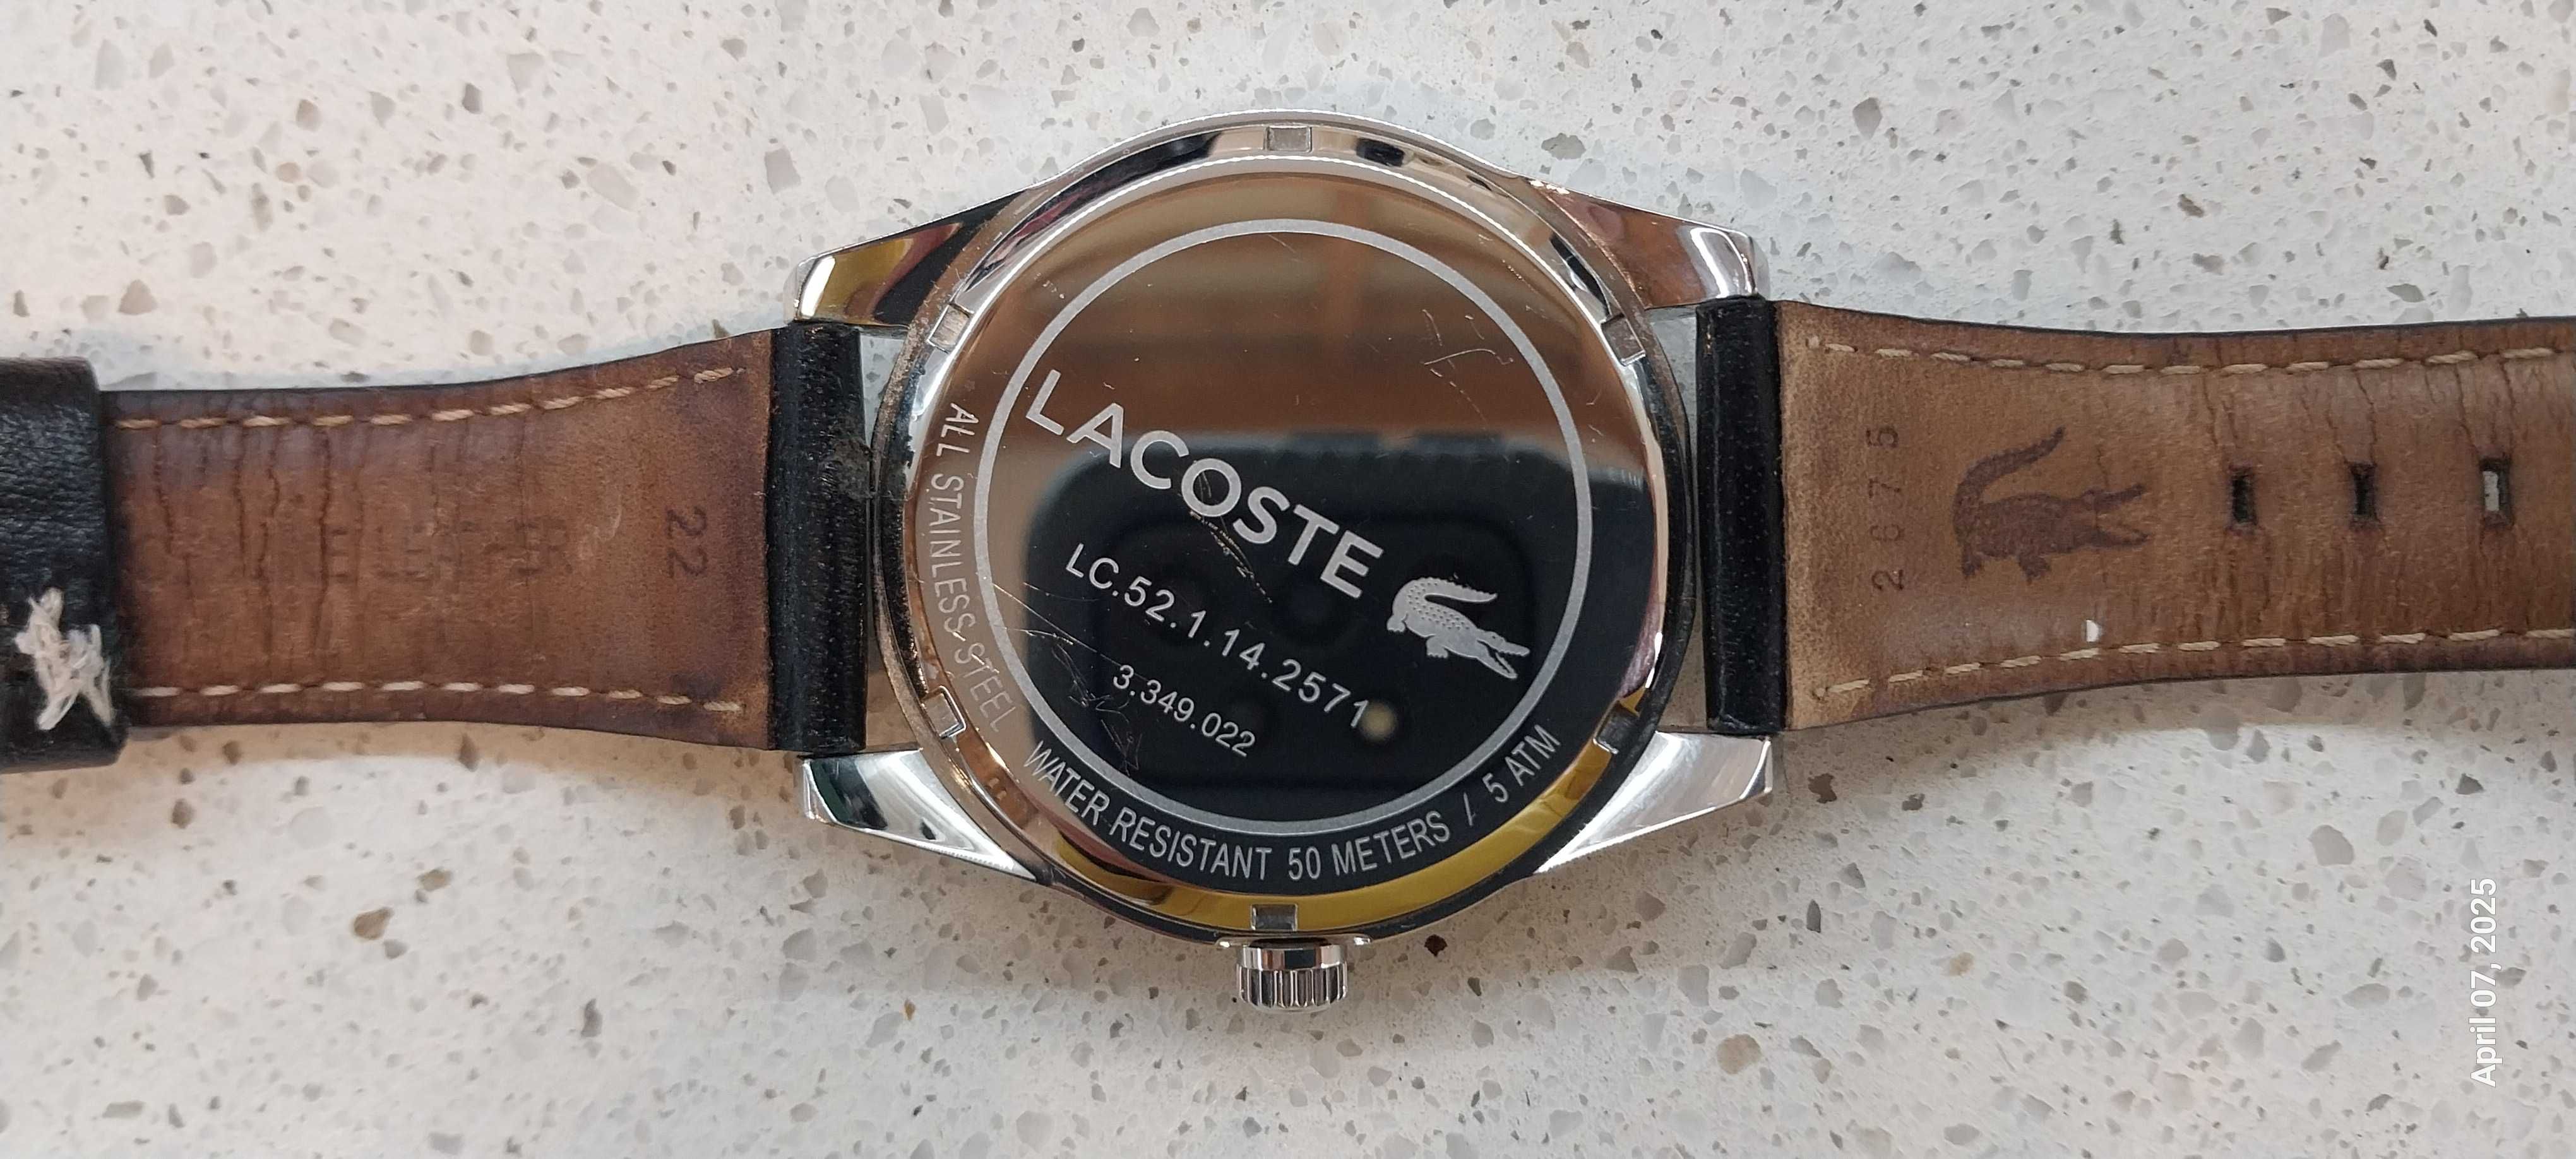 LACOSTE
LC.52.1.14.2571
3.349.022
ALL STAINLESS STEEL
WATER RESISTANT 50 METERS / 5 ATM
22
2675
April 07, 2025